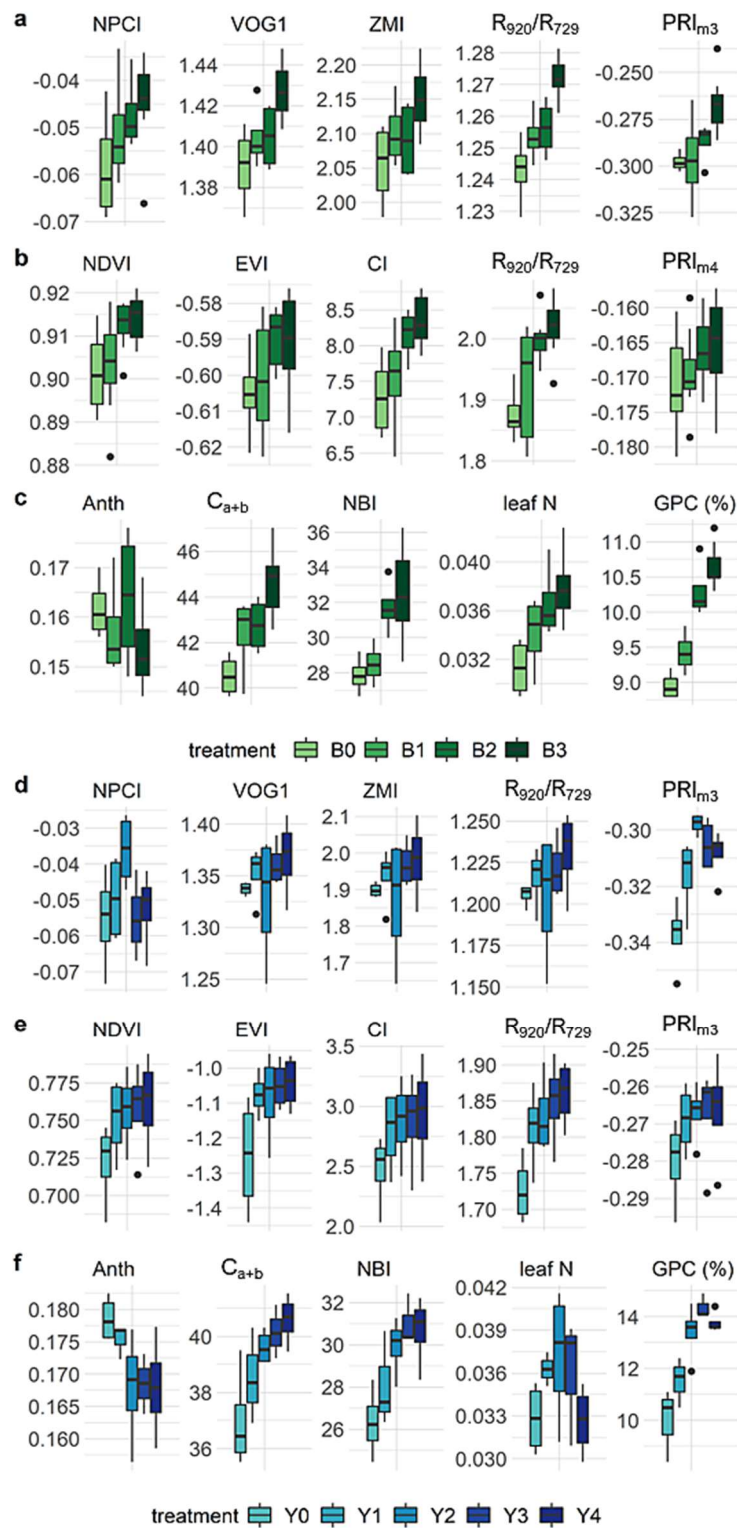 a
NPCI VOG1 ZMI R920/R729 PRIm3
-0.04 -0.05 -0.06 -0.07
1.44 1.42 1.40 1.38
2.20 2.15 2.10 2.05 2.00
1.28 1.27 1.26 1.25 1.24 1.23
-0.250 -0.275 -0.300 -0.325
b
NDVI EVI CI R920/R729 PRIm4
0.92 0.91 0.90 0.89 0.88
-0.58 -0.59 -0.60 -0.61 -0.62
8.5 8.0 7.5 7.0 6.5
2.0 1.9 1.8
-0.160 -0.165 -0.170 -0.175 -0.180
c
Anth Ca+b NBI leaf N GPC (%)
0.17 0.16 0.15
46 44 42 40
36 34 32 30 28
0.040 0.036 0.032
11.0 10.5 10.0 9.5 9.0
treatment B0 B1 B2 B3
d
NPCI VOG1 ZMI R920/R729 PRIm3
-0.03 -0.04 -0.05 -0.06 -0.07
1.40 1.35 1.30 1.25
2.1 2.0 1.9 1.8 1.7
1.250 1.225 1.200 1.175 1.150
-0.30 -0.32 -0.34
e
NDVI EVI CI R920/R729 PRIm3
0.775 0.750 0.725 0.700
-1.0 -1.1 -1.2 -1.3 -1.4
3.5 3.0 2.5 2.0
1.90 1.85 1.80 1.75 1.70
-0.25 -0.26 -0.27 -0.28 -0.29
f
Anth Ca+b NBI leaf N GPC (%)
0.180 0.175 0.170 0.165 0.160
40 38 36
32 30 28 26
0.042 0.039 0.036 0.033 0.030
14 12 10
treatment Y0 Y1 Y2 Y3 Y4